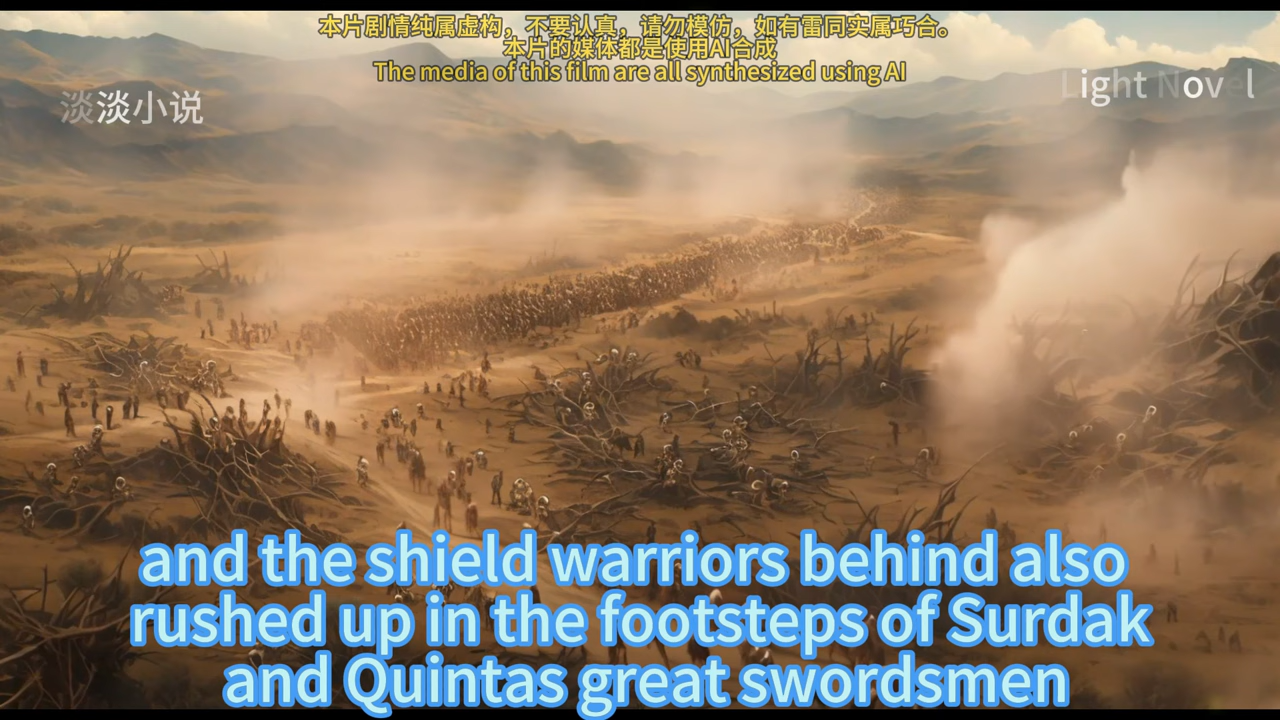 本片剧情纯属虚构，不要认真，请勿模仿，如有雷同实属巧合。
本片的媒体都是使用AI合成
The media of this film are all synthesized using AI
淡淡小说
Light Novel
and the shield warriors behind also
rushed up in the footsteps of Surdak
and Quintas great swordsmen